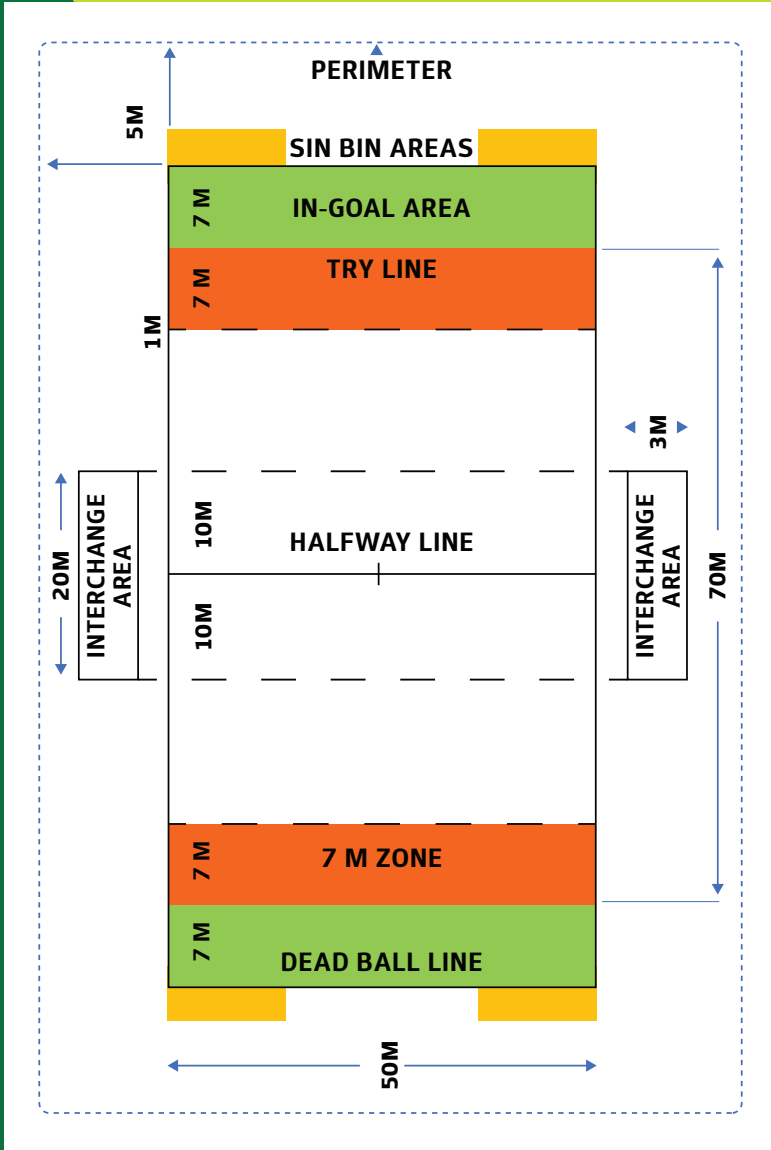 PERIMETER
5M
SIN BIN AREAS
7 M
IN-GOAL AREA
7 M
TRY LINE
1M
3M
20M
INTERCHANGE
AREA
10M
HALFWAY LINE
10M
INTERCHANGE
AREA
70M
7 M
7 M ZONE
7 M
DEAD BALL LINE
50M